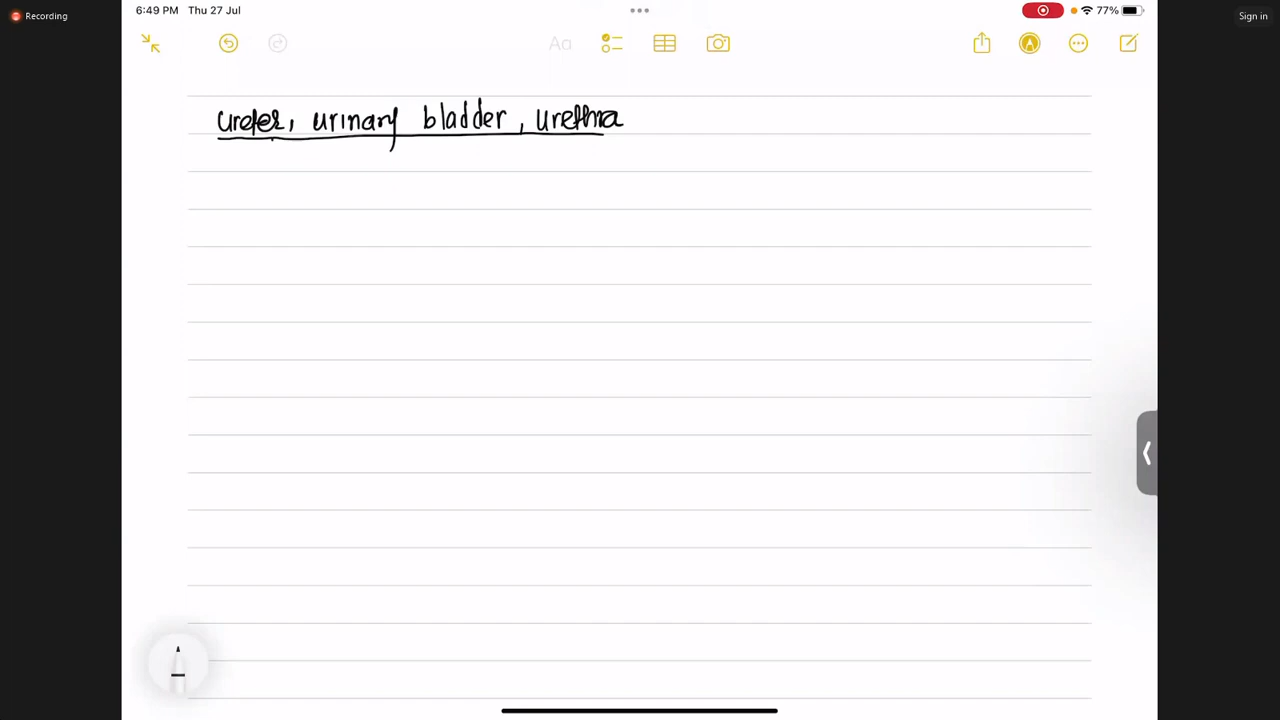 Recording
6:49 PM Thu 27 Jul
77%
Sign in
Aa
ureter, urinary bladder, urethra